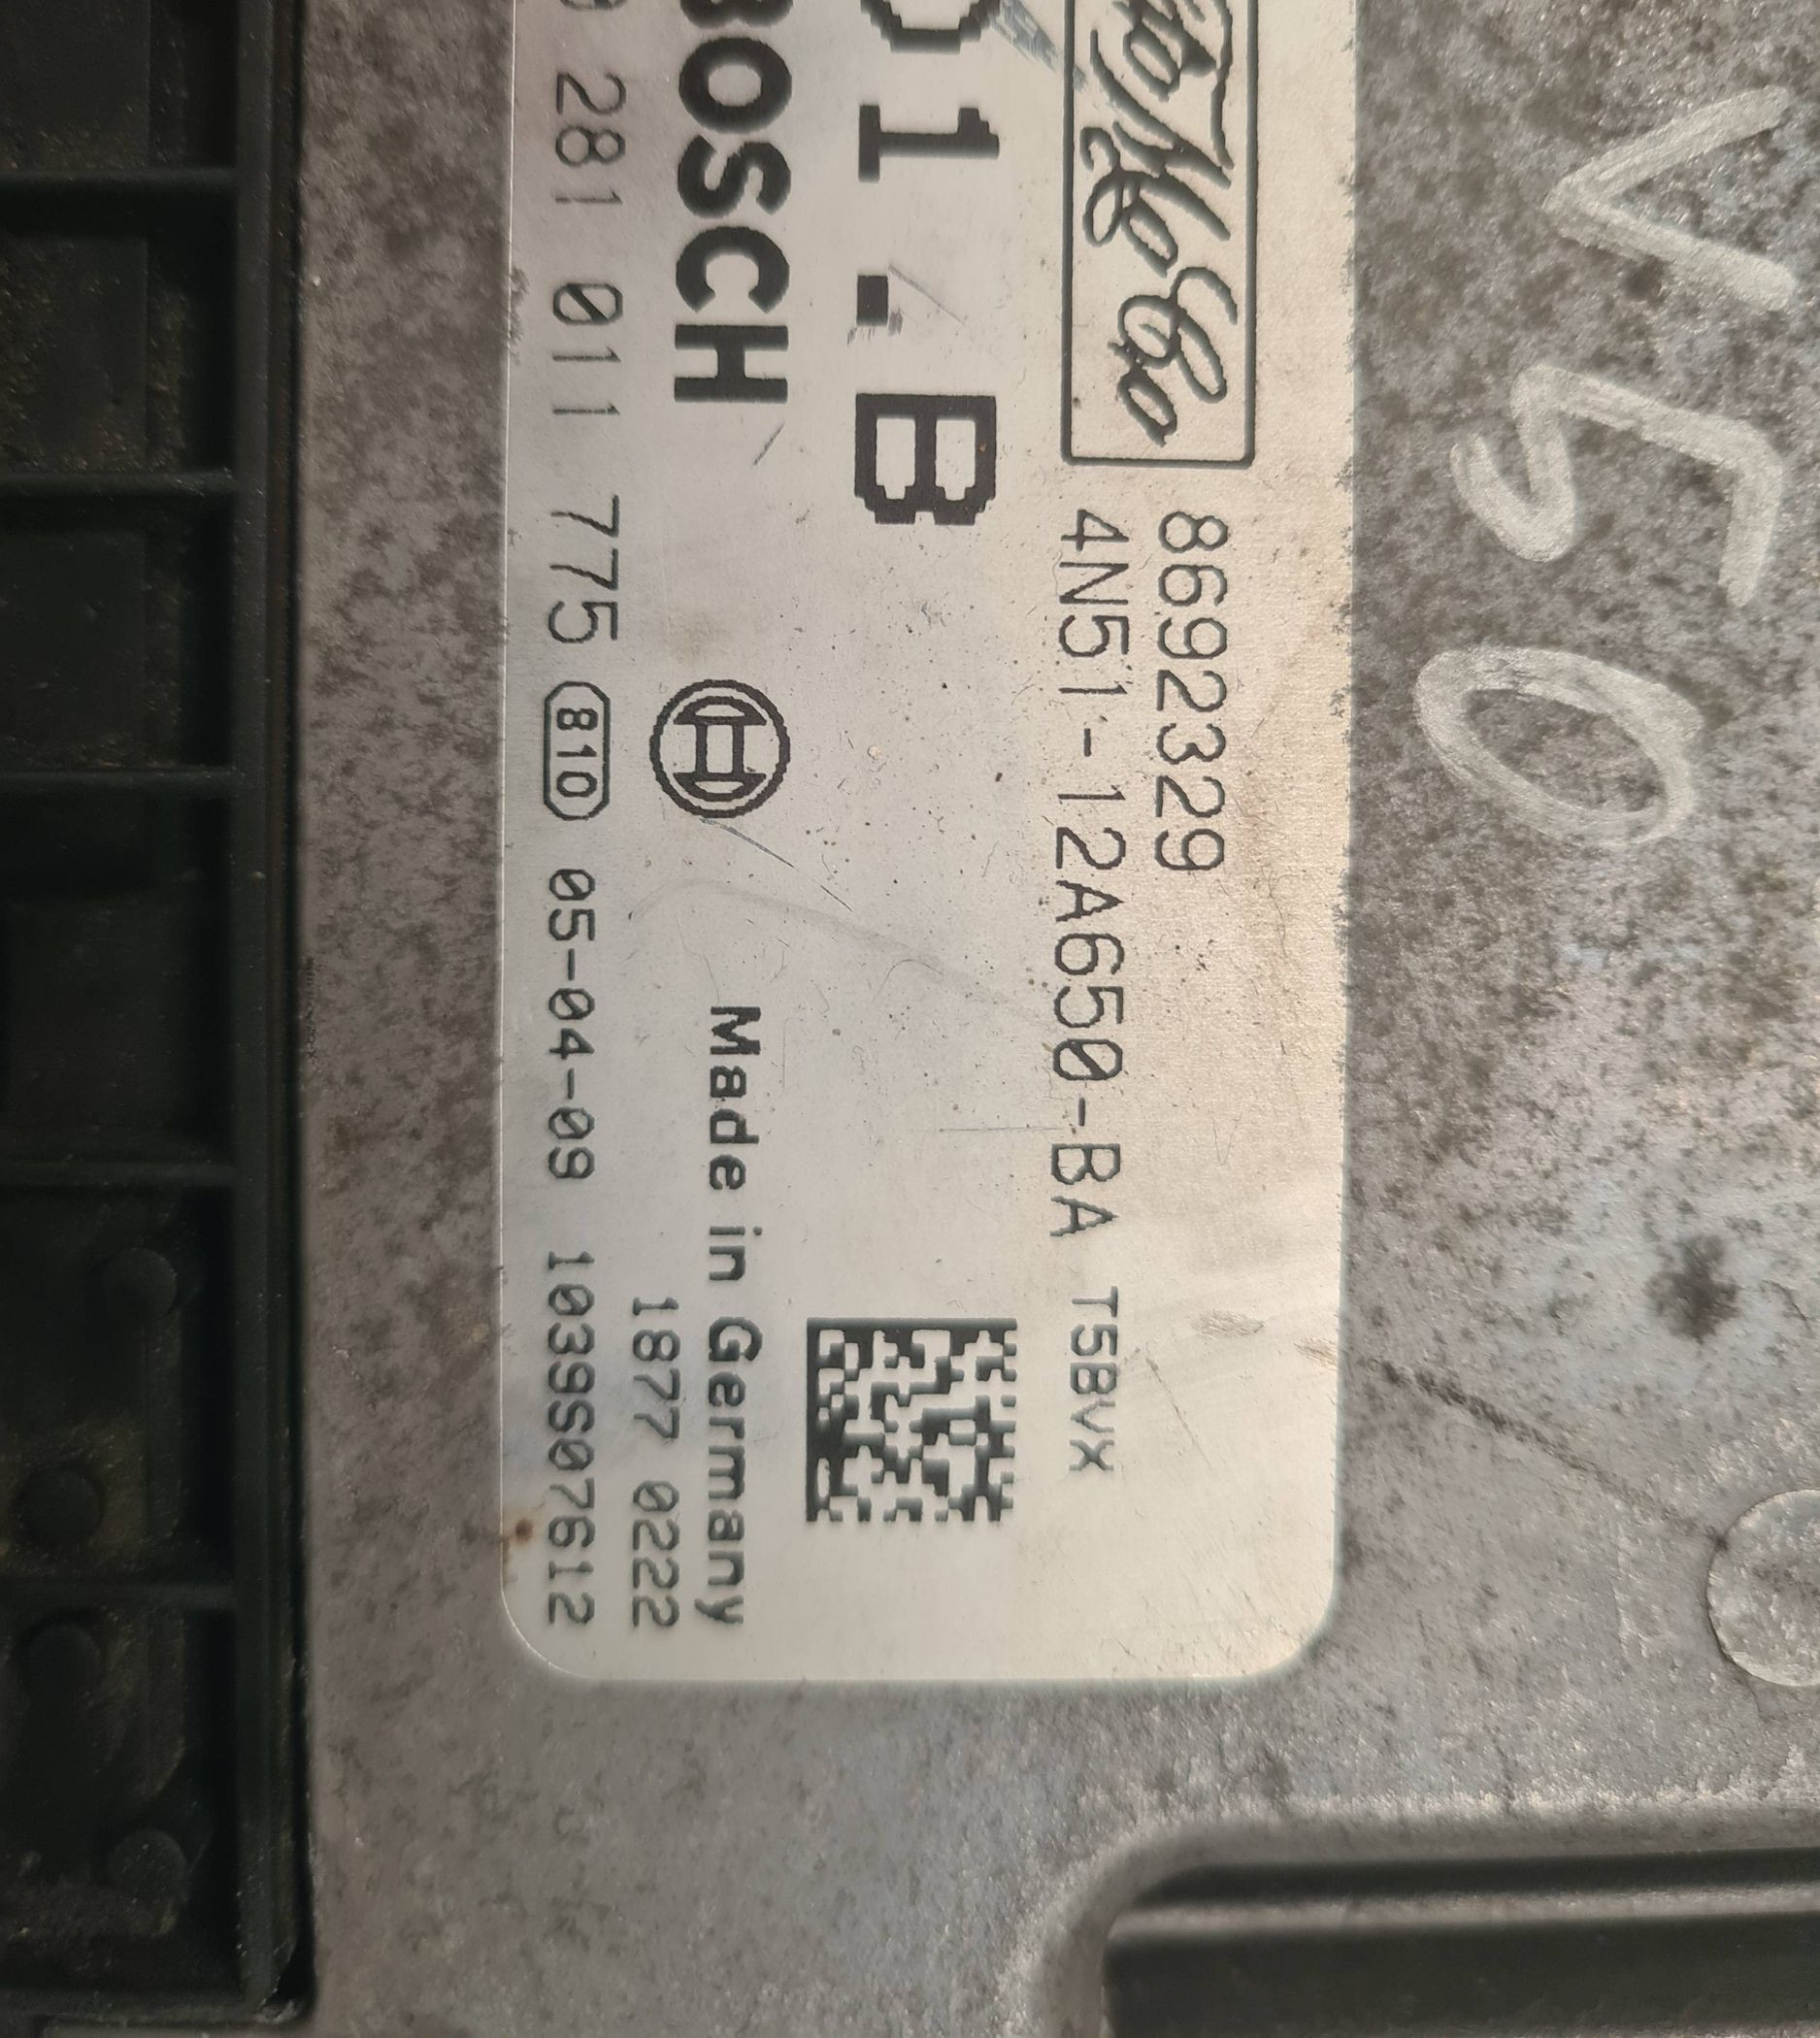 V50
FoMoCo
8692329
4N51-12A650-BA T5BVX
1.B
BOSCH
Made in Germany
1877 0222
281 011 775 810 05-04-09 1039S07612